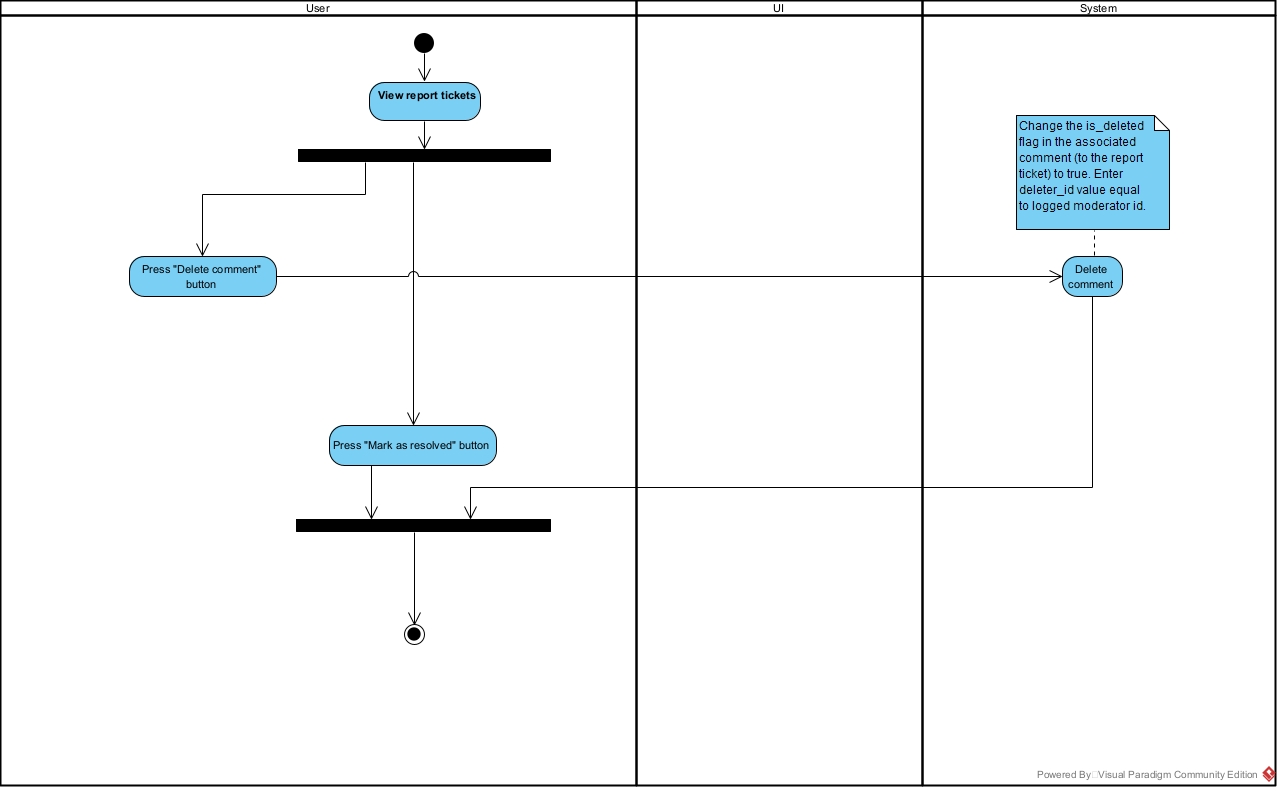 User
UI
System
View report tickets
Change the is_deleted
flag in the associated
comment (to the report
ticket) to true. Enter
deleter_id value equal
to logged moderator id.
Press "Delete comment"
button
Delete
comment
Press "Mark as resolved" button
Powered By Visual Paradigm Community Edition